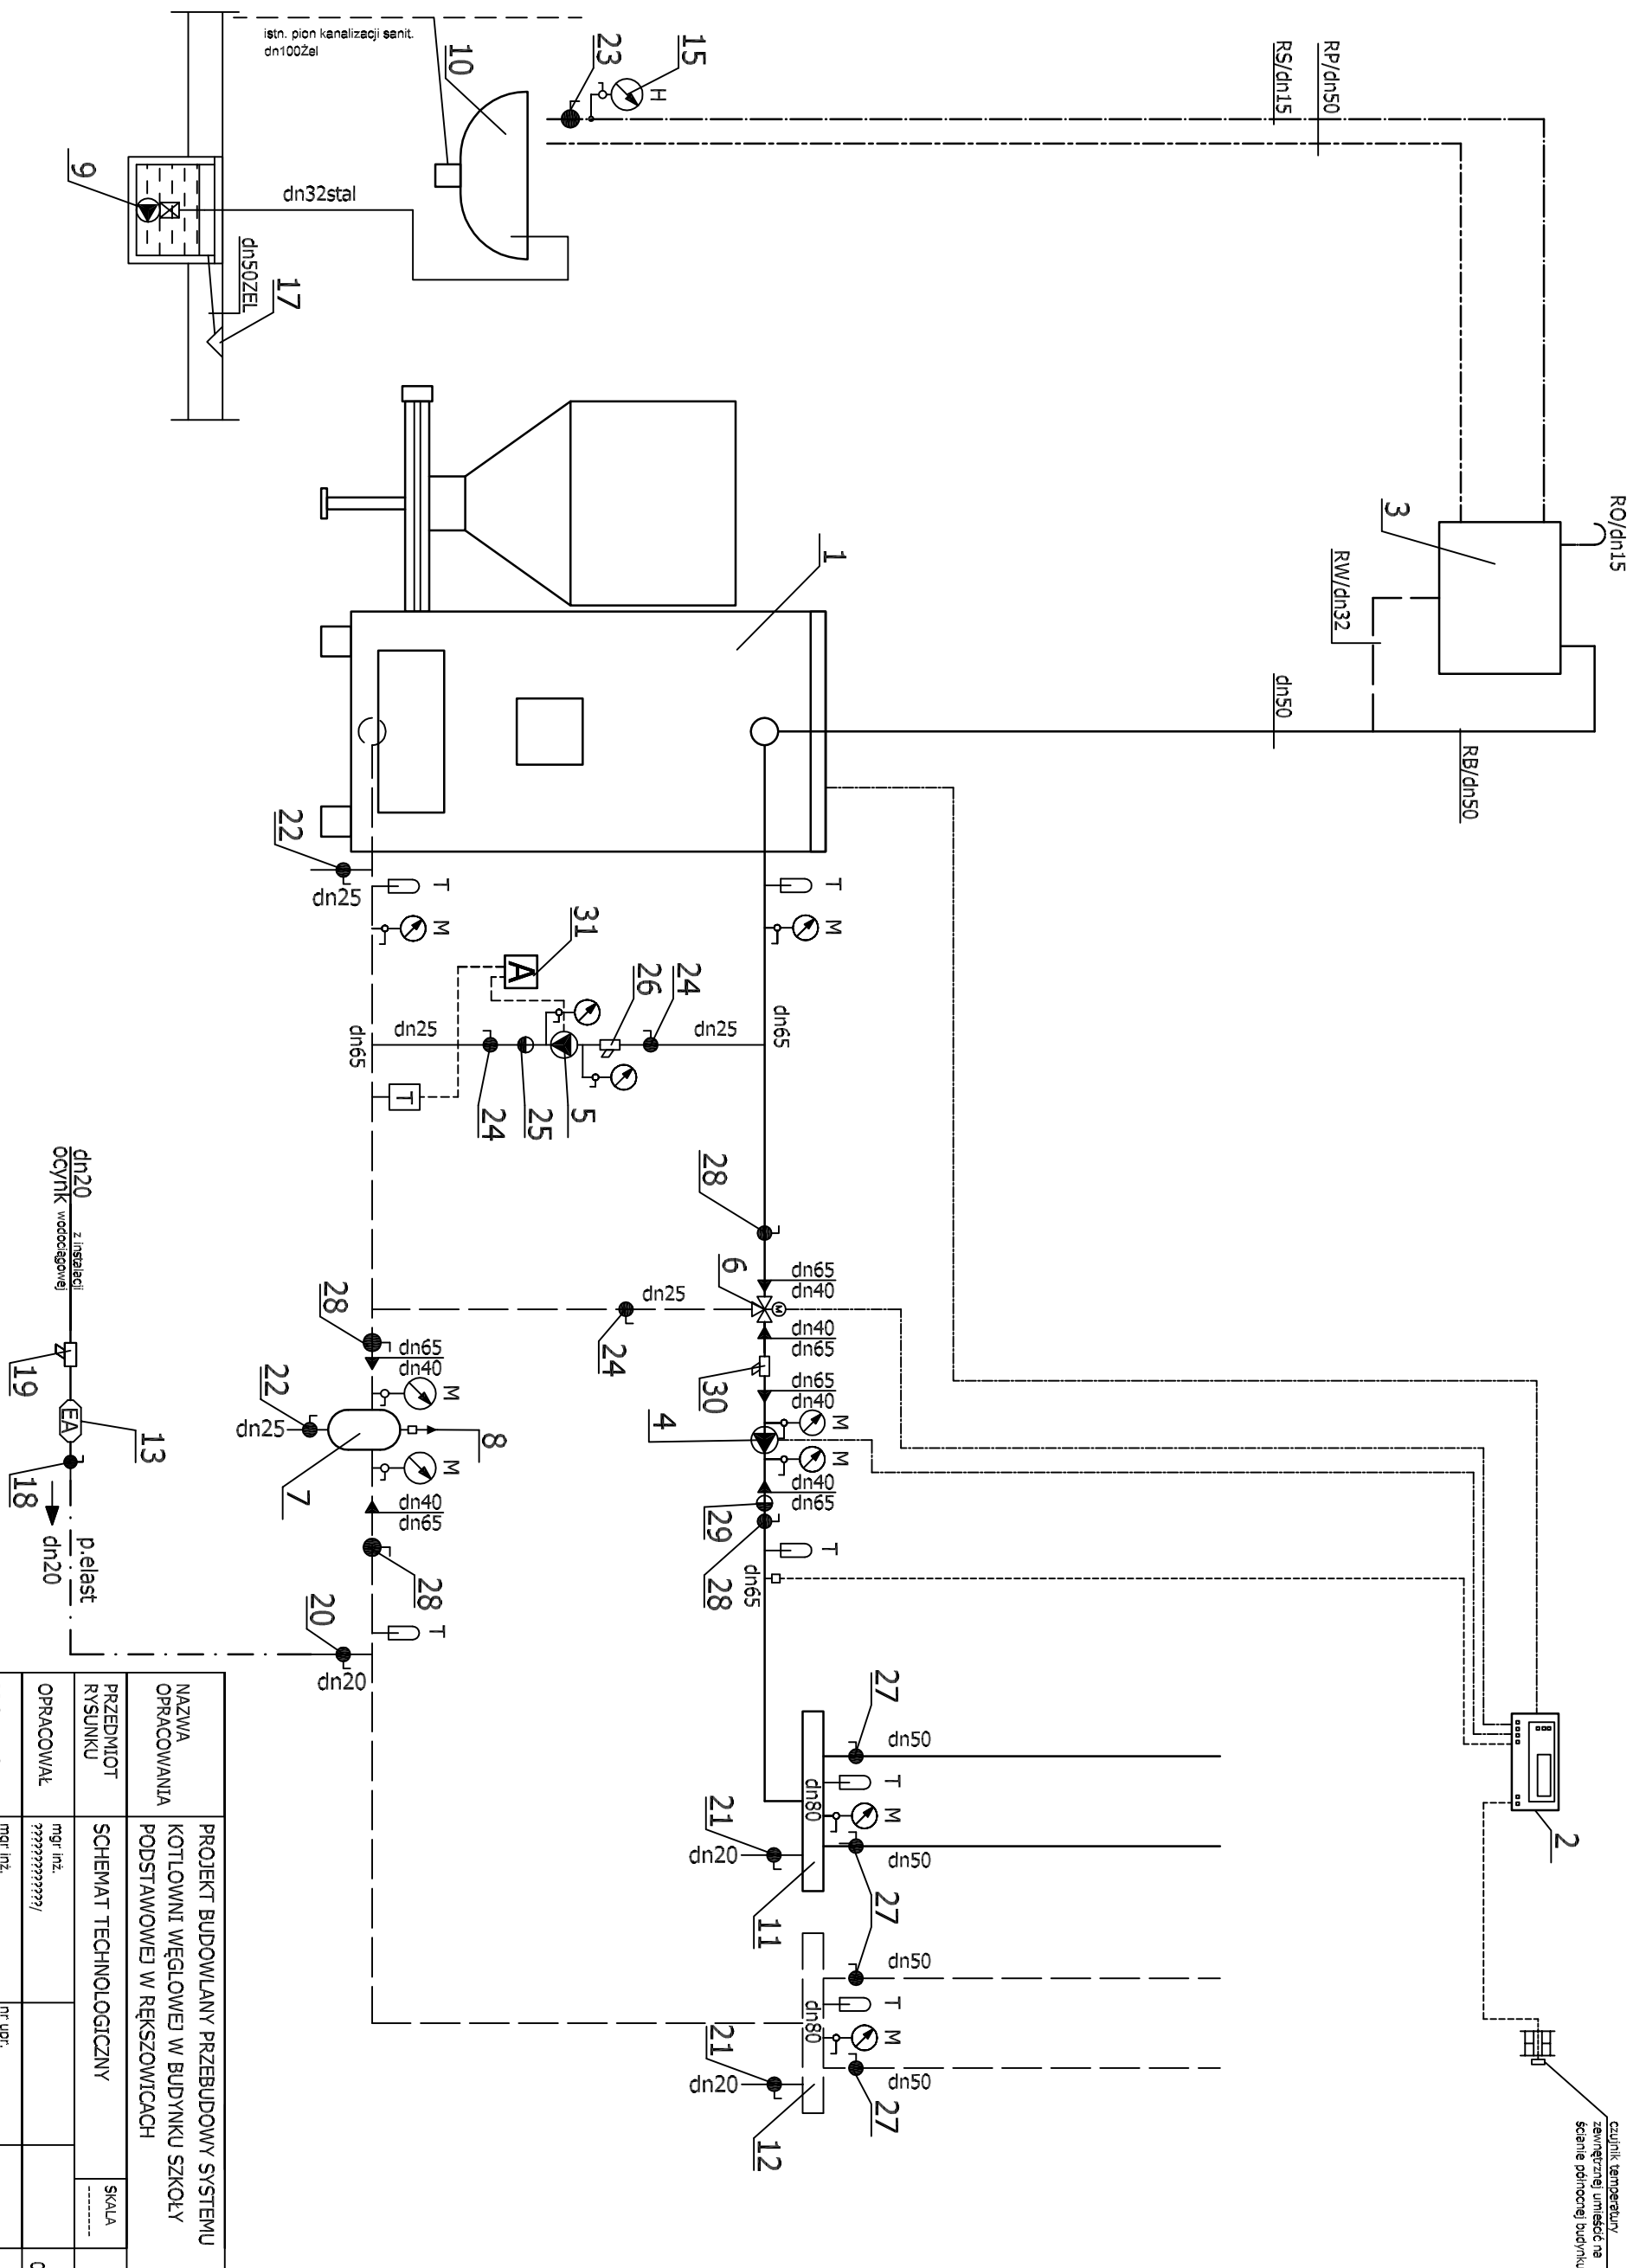 RO/dn15
3
RW/dn32
RP/dn50
RS/dn15
dn50
RB/dn50
H
15
23
10
istn. pion kanalizacji sanit.
dn100Żel
dn32stal
9
dn50ŻEL
17
1
22
dn25
T
M
T
M
31
A
26
24
dn25
dn65
dn25
dn65
T
24
25
5
28
6
dn65
dn40
M
dn40
dn65
30
dn65
dn40
4
M
M
dn40
dn65
29
28
T
dn65
dn25
24
28
dn65
dn40
M
22
dn25
8
7
M
dn40
dn65
28
T
20
dn20
dn20
ocynk
z instalacji
wodociągowej
19
EA
13
18
dn20
p.elast
27
dn50
T
M
dn80
21
dn20
11
dn50
27
dn50
T
M
dn80
21
dn20
12
dn50
27
2
czujnik temperatury
zewnętrznej umieścić na
ścianie północnej budynku
NAZWA
OPRACOWANIA
PROJEKT BUDOWLANY PRZEBUDOWY SYSTEMU
KOTLOWNI WĘGLOWEJ W BUDYNKU SZKOŁY
PODSTAWOWEJ W RĘKSZOWICACH
PRZEDMIOT
RYSUNKU
SCHEMAT TECHNOLOGICZNY
SKALA
--------
OPRACOWAŁ
mgr inż.
????????????/
mgr inż.
nr upr.